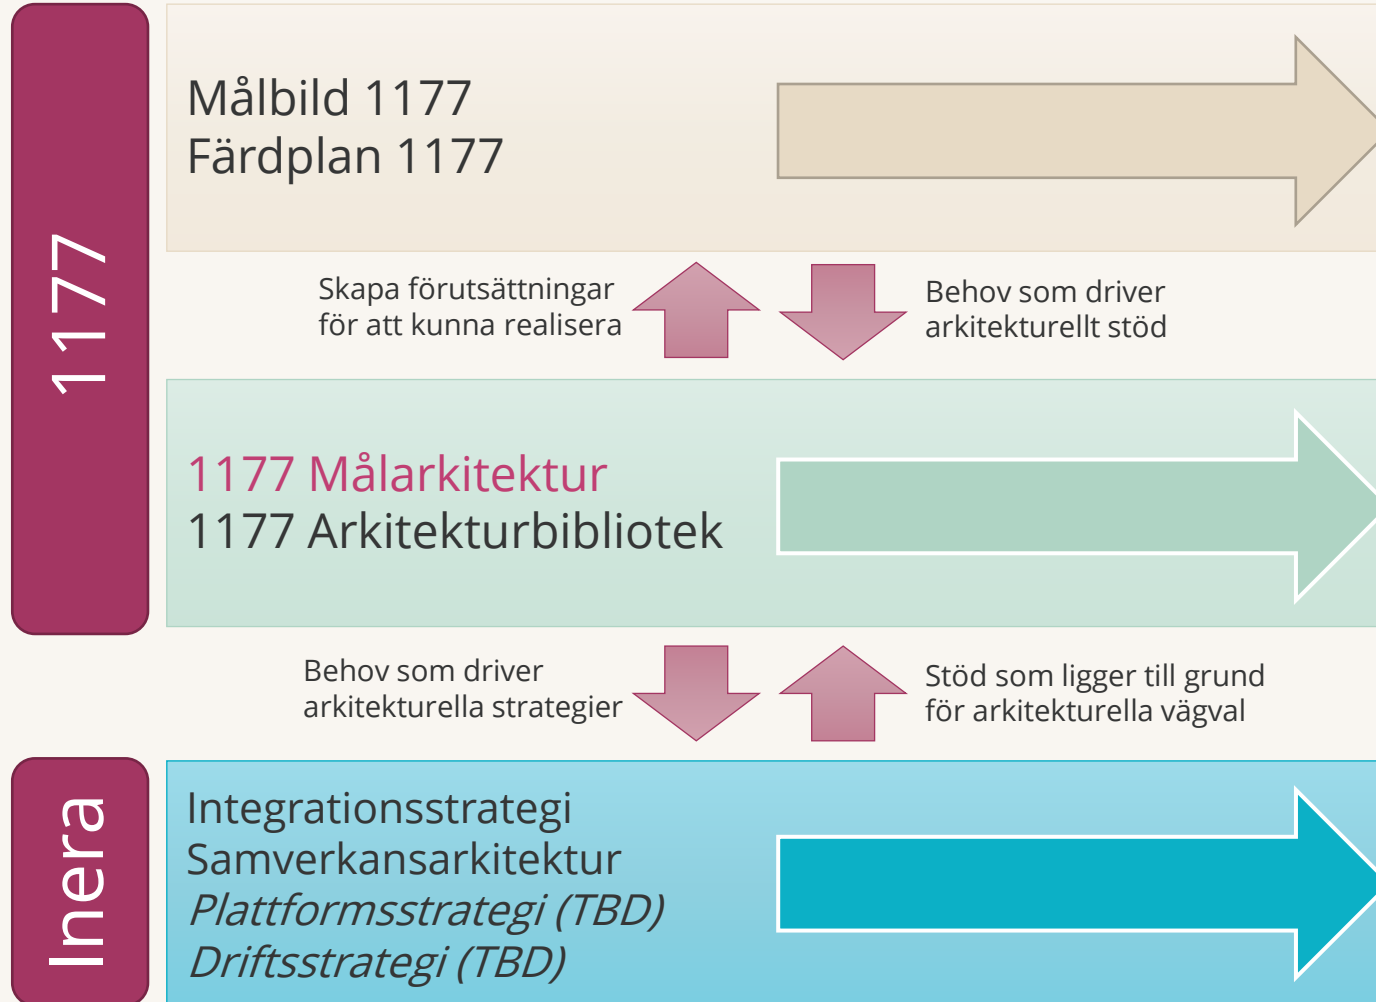 1177
Målbild 1177
Färdplan 1177
Skapa förutsättningar
för att kunna realisera
Behov som driver
arkitekturellt stöd
1177 Målarkitektur
1177 Arkitekturbibliotek
Behov som driver
arkitekturella strategier
Stöd som ligger till grund
för arkitekturella vägval
Inera
Integrationsstrategi
Samverkansarkitektur
Plattformsstrategi (TBD)
Driftsstrategi (TBD)